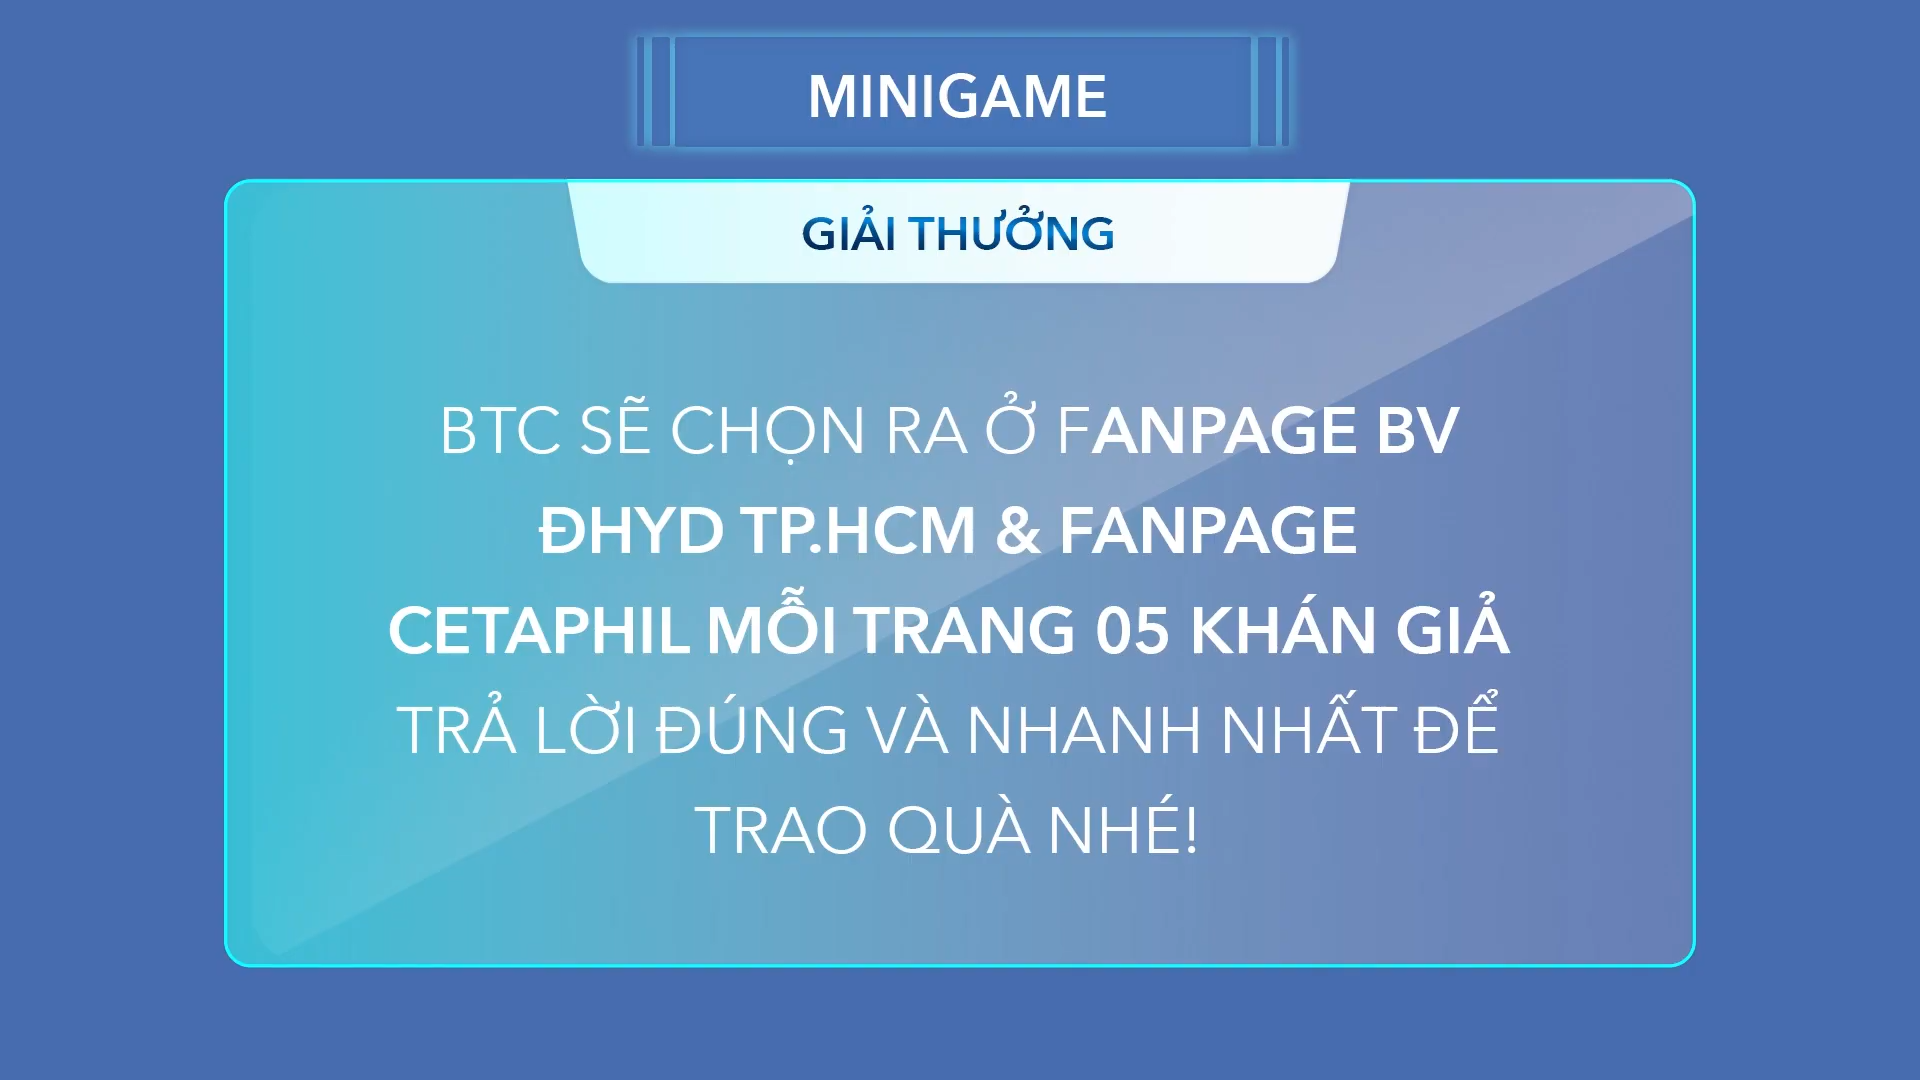 MINIGAME
GIẢI THƯỞNG
BTC SẼ CHỌN RA Ở FANPAGE BV
ĐHYD TP.HCM & FANPAGE
CETAPHIL MỖI TRANG 05 KHÁN GIẢ
TRẢ LỜI ĐÚNG VÀ NHANH NHẤT ĐỂ
TRAO QUÀ NHÉ!